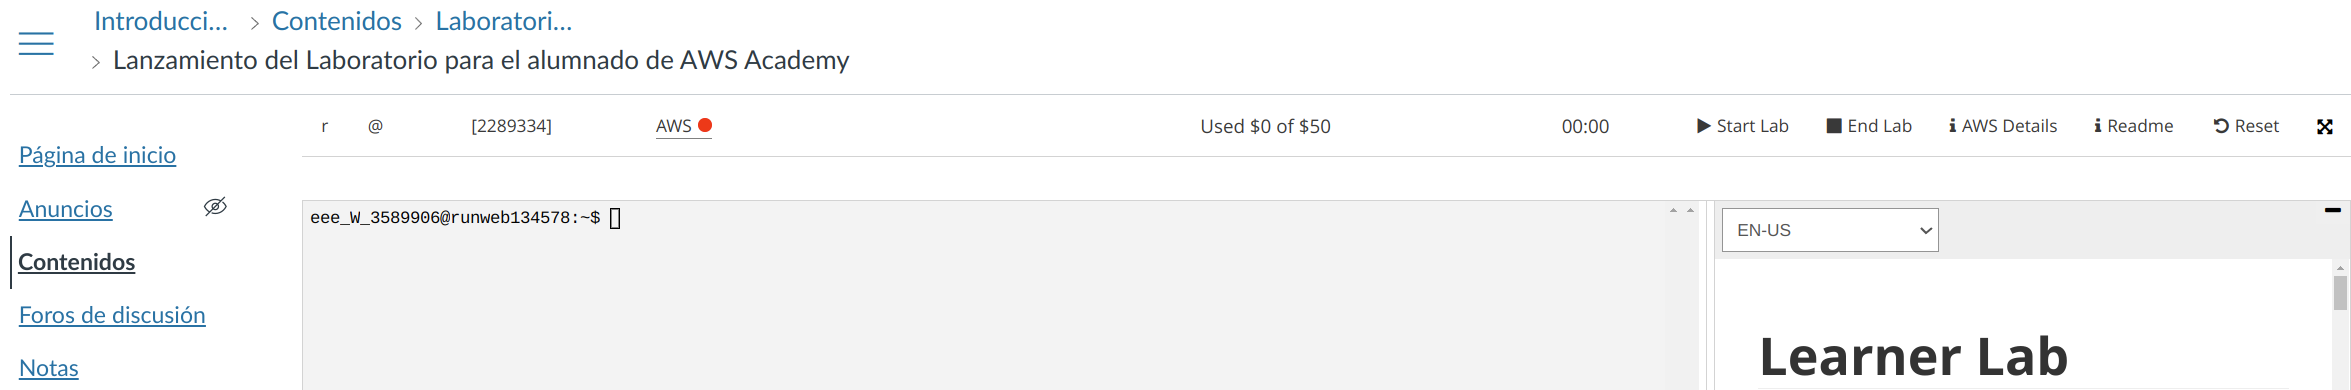 Introducci... > Contenidos > Laboratori...
> Lanzamiento del Laboratorio para el alumnado de AWS Academy
r @ [2289334] AWS Used $0 of $50 00:00 Start Lab End Lab AWS Details Readme Reset
Página de inicio
Anuncios
Contenidos
Foros de discusión
Notas
eee_W_3589906@runweb134578:~$
EN-US
Learner Lab